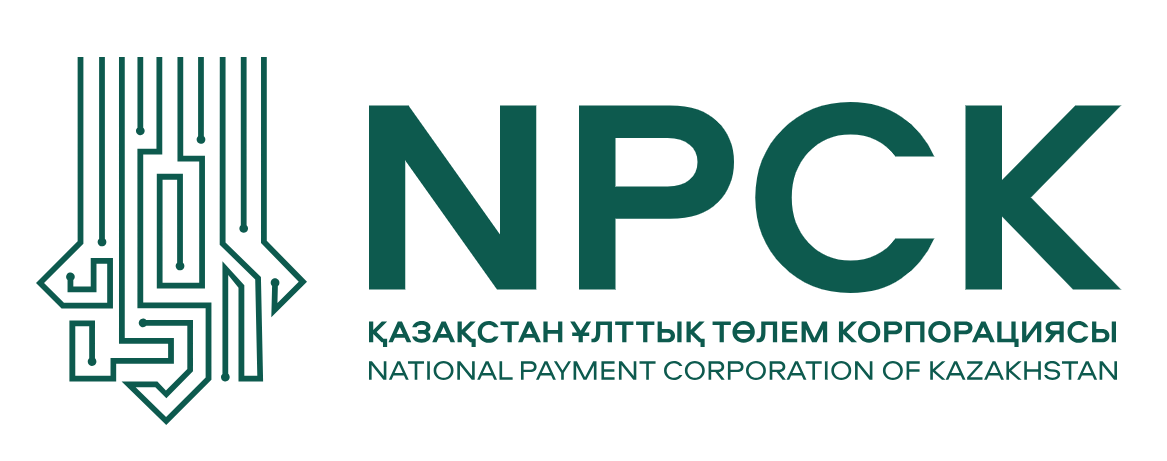 NPCK
ҚАЗАҚСТАН ҰЛТТЫҚ ТӨЛЕМ КОРПОРАЦИЯСЫ
NATIONAL PAYMENT CORPORATION OF KAZAKHSTAN